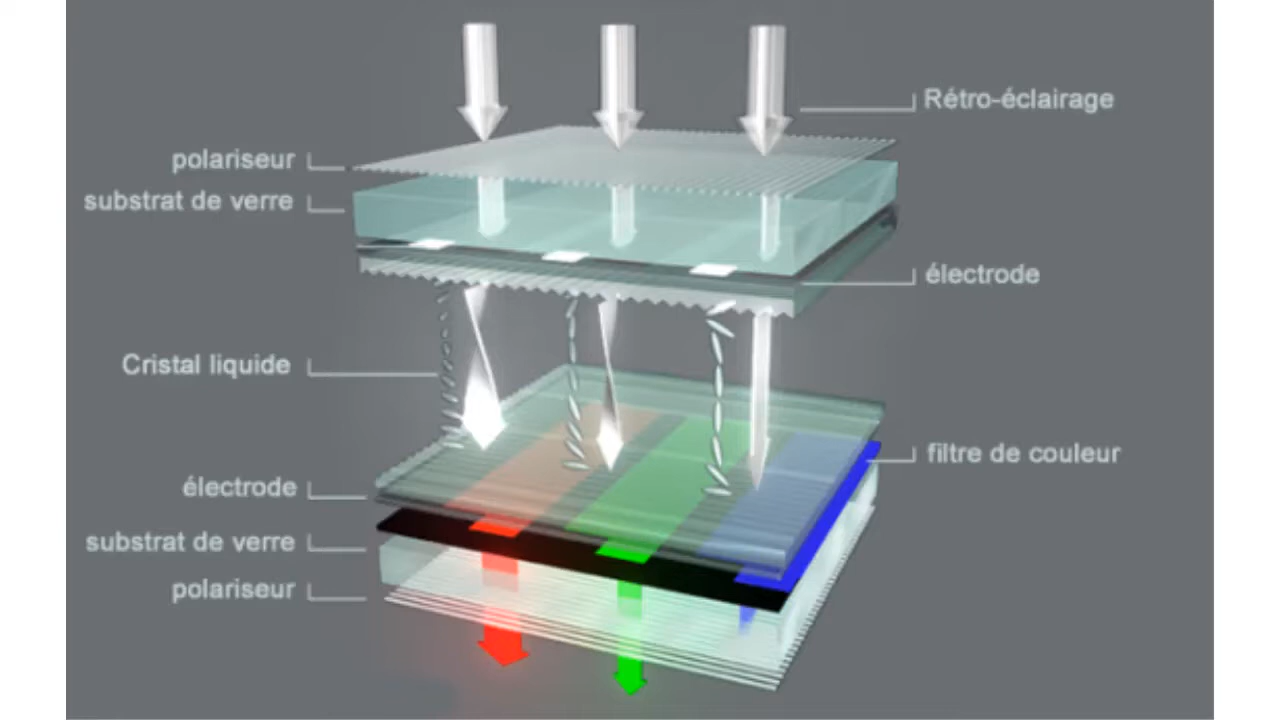 Rétro-éclairage
polariseur
substrat de verre
électrode
Cristal liquide
filtre de couleur
électrode
substrat de verre
polariseur